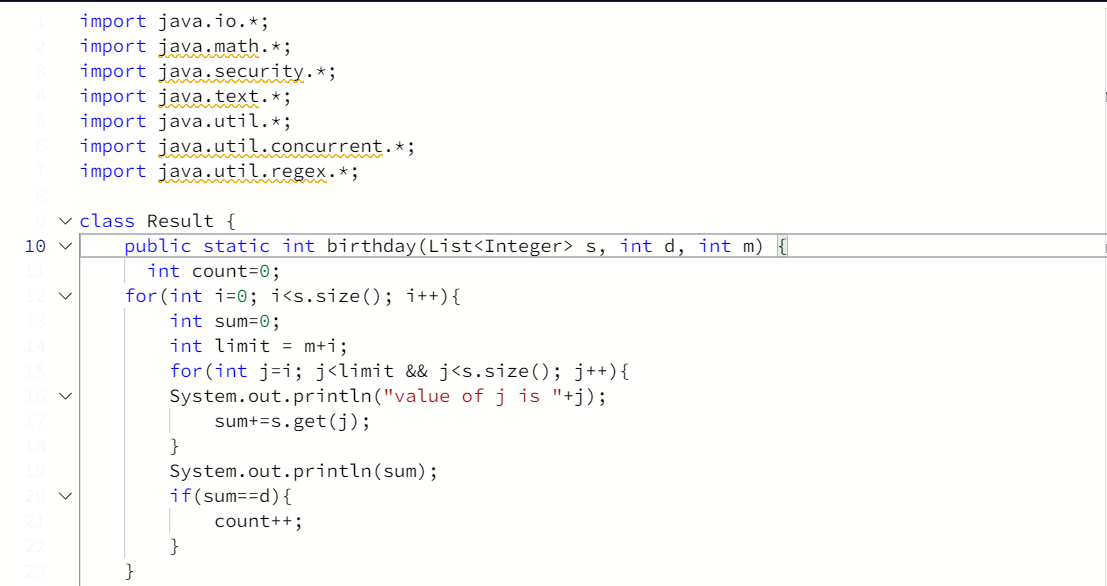 1 import java.io.*;
2 import java.math.*;
3 import java.security.*;
4 import java.text.*;
5 import java.util.*;
6 import java.util.concurrent.*;
7 import java.util.regex.*;
8
9 class Result {
10 public static int birthday(List<Integer> s, int d, int m) {
11 int count=0;
12 for(int i=0; i<s.size(); i++){
13 int sum=0;
14 int limit = m+i;
15 for(int j=i; j<limit && j<s.size(); j++){
16 System.out.println("value of j is "+j);
17 sum+=s.get(j);
18 }
19 System.out.println(sum);
20 if(sum==d){
21 count++;
22 }
23 }